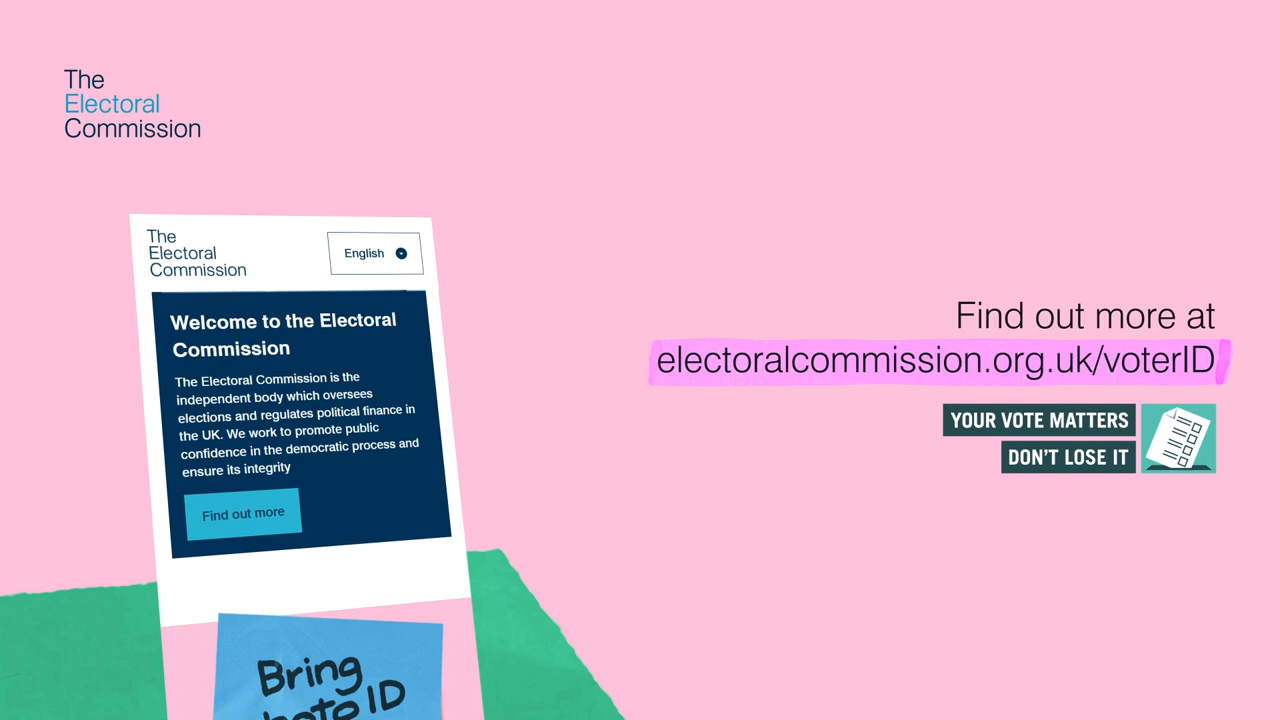 The
Electoral
Commission
The
Electoral
Commission
English
Welcome to the Electoral
Commission
The Electoral Commission is the
independent body which oversees
elections and regulates political finance in
the UK. We work to promote public
confidence in the democratic process and
ensure its integrity
Find out more
Bring
ID
Find out more at
electoralcommission.org.uk/voterID
YOUR VOTE MATTERS
DON'T LOSE IT